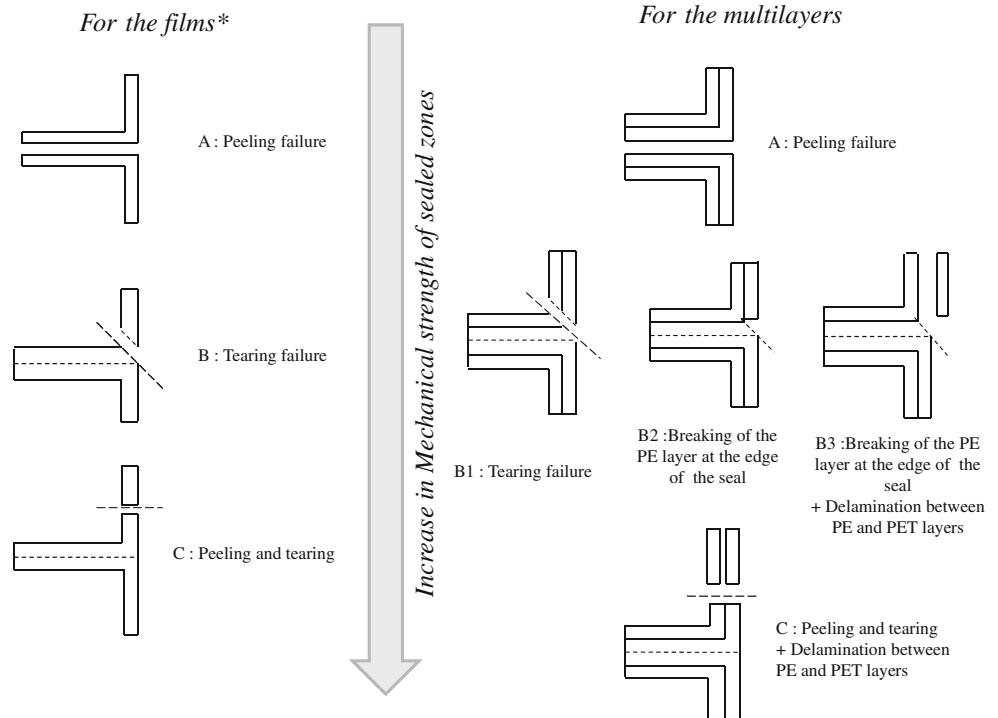 For the films*
A : Peeling failure
B : Tearing failure
C : Peeling and tearing
Increase in Mechanical strength of sealed zones
For the multilayers
A : Peeling failure
B1 : Tearing failure
B2 :Breaking of the
PE layer at the edge
of the seal
B3 :Breaking of the PE
layer at the edge of the
seal
+ Delamination between
PE and PET layers
C : Peeling and tearing
+ Delamination between
PE and PET layers